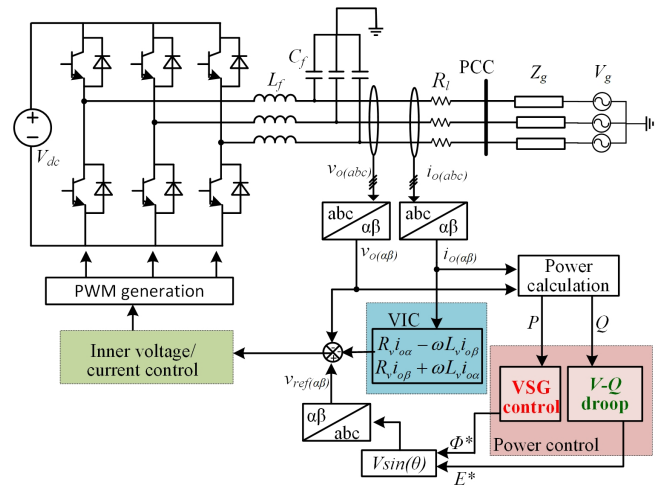 C_f
L_f
R_l
PCC
Z_g
V_g
+
−
V_dc
v_o(abc)
i_o(abc)
abc
αβ
abc
αβ
v_o(αβ)
i_o(αβ)
Power
calculation
PWM generation
VIC
P
Q
Inner voltage/
current control
R_v i_oα − ωL_v i_oβ
R_v i_oβ + ωL_v i_oα
v_ref(αβ)
VSG
control
V-Q
droop
αβ
abc
Φ*
Power control
Vsin(θ)
E*